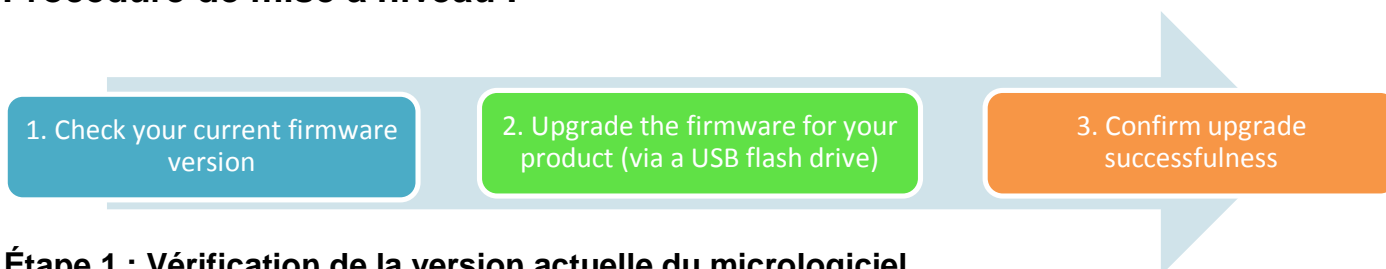 1. Check your current firmware
version
2. Upgrade the firmware for your
product (via a USB flash drive)
3. Confirm upgrade
successfulness
Étape 1 : Vérification de la version actuelle du micrologiciel